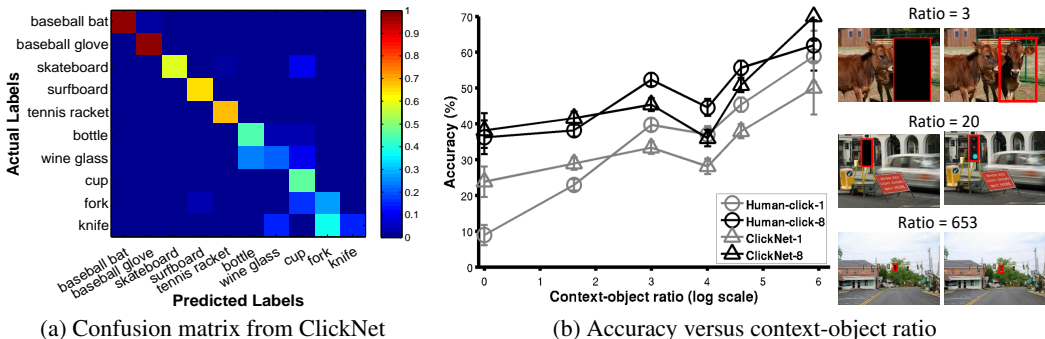 baseball bat
baseball glove
skateboard
surfboard
tennis racket
bottle
wine glass
cup
fork
knife
Actual Labels
baseball bat
baseball glove
skateboard
surfboard
tennis racket
bottle
wine glass
cup
fork
knife
Predicted Labels
1
0.9
0.8
0.7
0.6
0.5
0.4
0.3
0.2
0.1
0
(a) Confusion matrix from ClickNet
Accuracy (%)
70
60
50
40
30
20
10
0
0 1 2 3 4 5 6
Context-object ratio (log scale)
Human-click-1
Human-click-8
ClickNet-1
ClickNet-8
Ratio = 3
Ratio = 20
Ratio = 653
(b) Accuracy versus context-object ratio